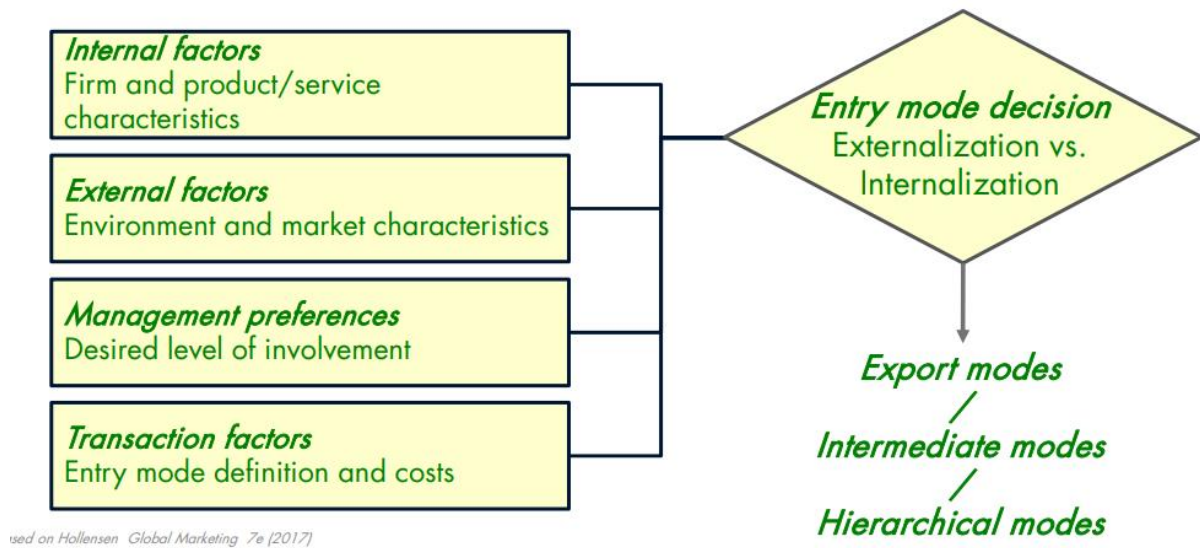 Internal factors
Firm and product/service
characteristics
External factors
Environment and market characteristics
Management preferences
Desired level of involvement
Transaction factors
Entry mode definition and costs
Entry mode decision
Externalization vs.
Internalization
Export modes
/
Intermediate modes
/
Hierarchical modes
on Hollensen Global Marketing 7e (2017)